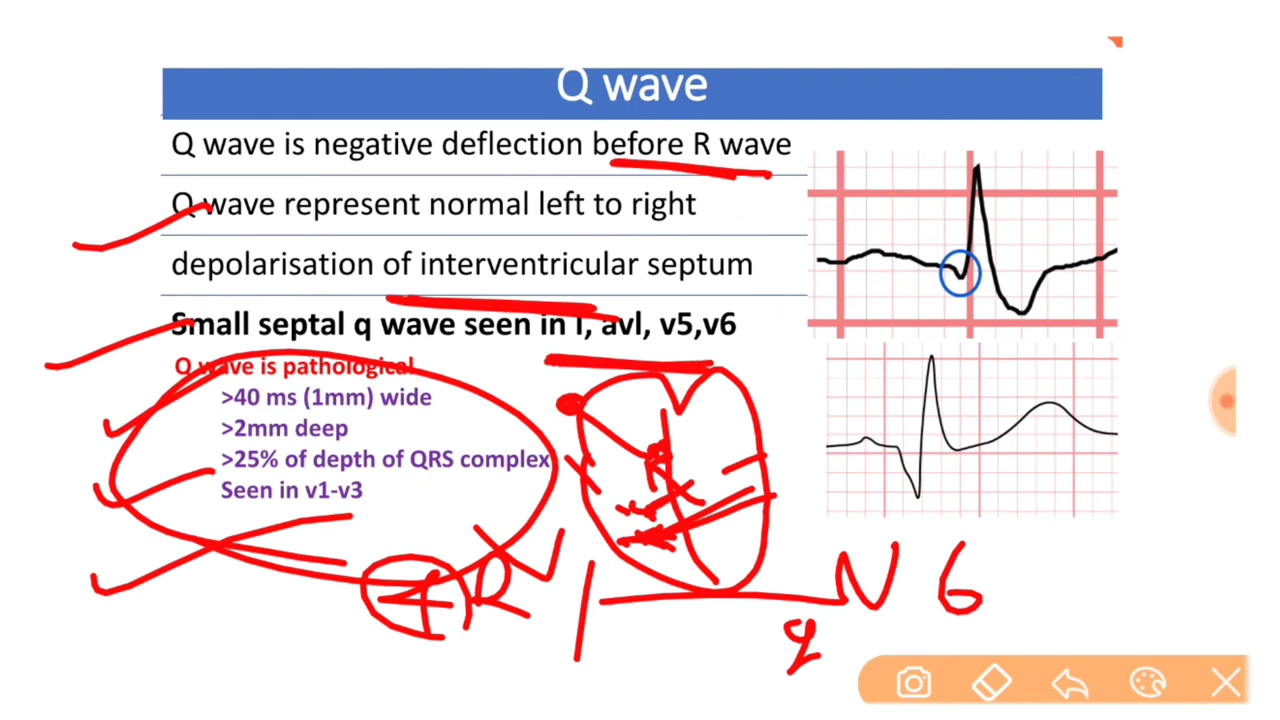 Q wave
Q wave is negative deflection before R wave
Q wave represent normal left to right
depolarisation of interventricular septum
Small septal q wave seen in I, avl, v5,v6
Q wave is pathological
>40 ms (1mm) wide
>2mm deep
>25% of depth of QRS complex
Seen in v1-v3
V 6
q